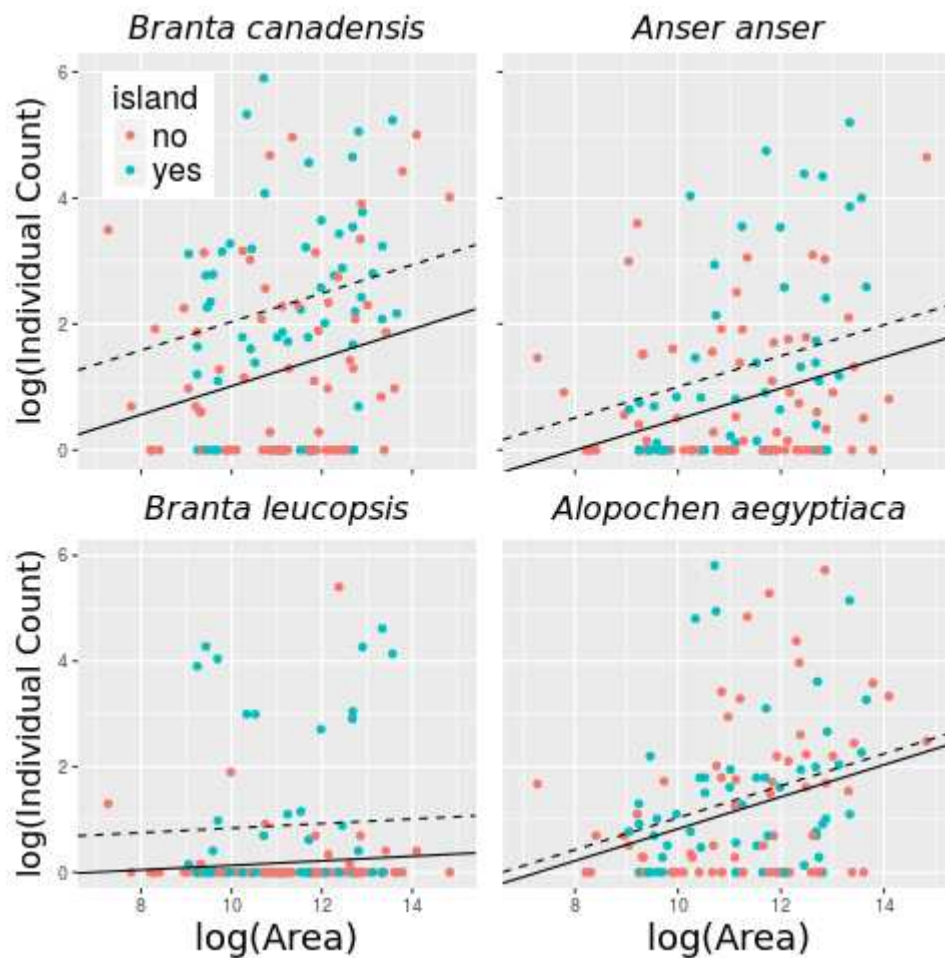 Branta canadensis
Anser anser
log(Individual Count)
6
4
2
0
island
no
yes
Branta leucopsis
Alopochen aegyptiaca
log(Individual Count)
6
4
2
0
8 10 12 14
8 10 12 14
log(Area)
log(Area)